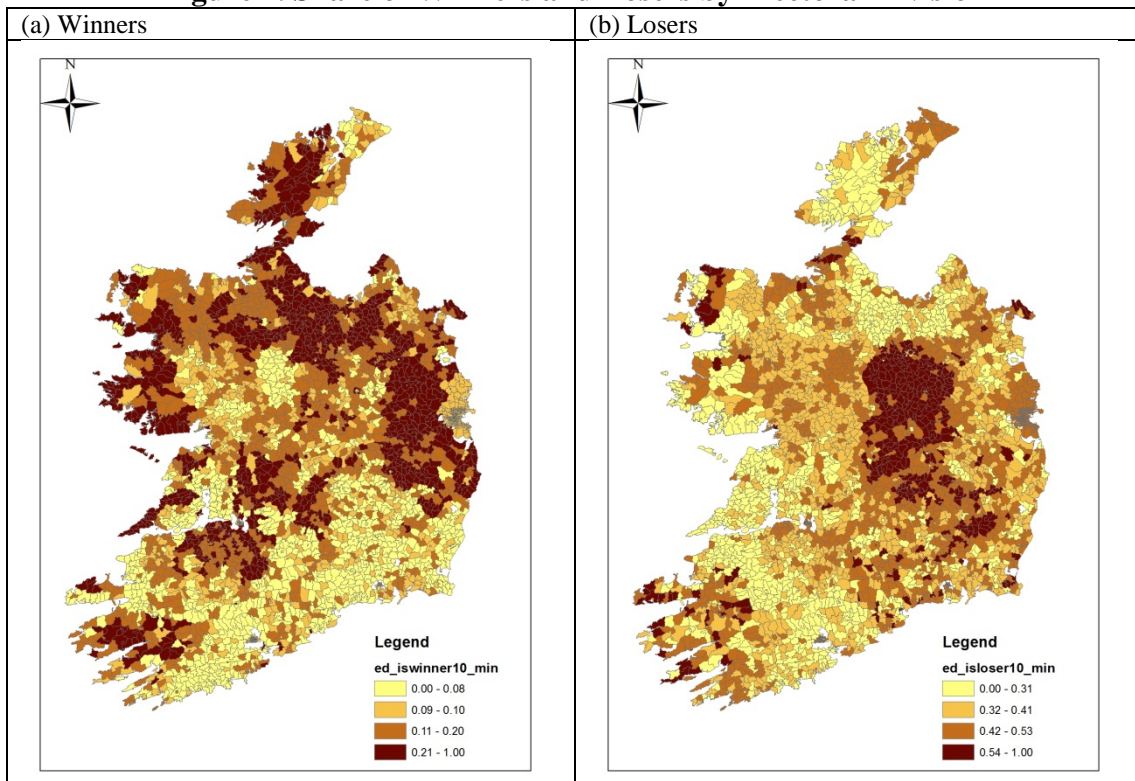 (a) Winners
(b) Losers
N
N
Legend
ed_iswinner10_min
0.00 - 0.08
0.09 - 0.10
0.11 - 0.20
0.21 - 1.00
Legend
ed_isloser10_min
0.00 - 0.31
0.32 - 0.41
0.42 - 0.53
0.54 - 1.00